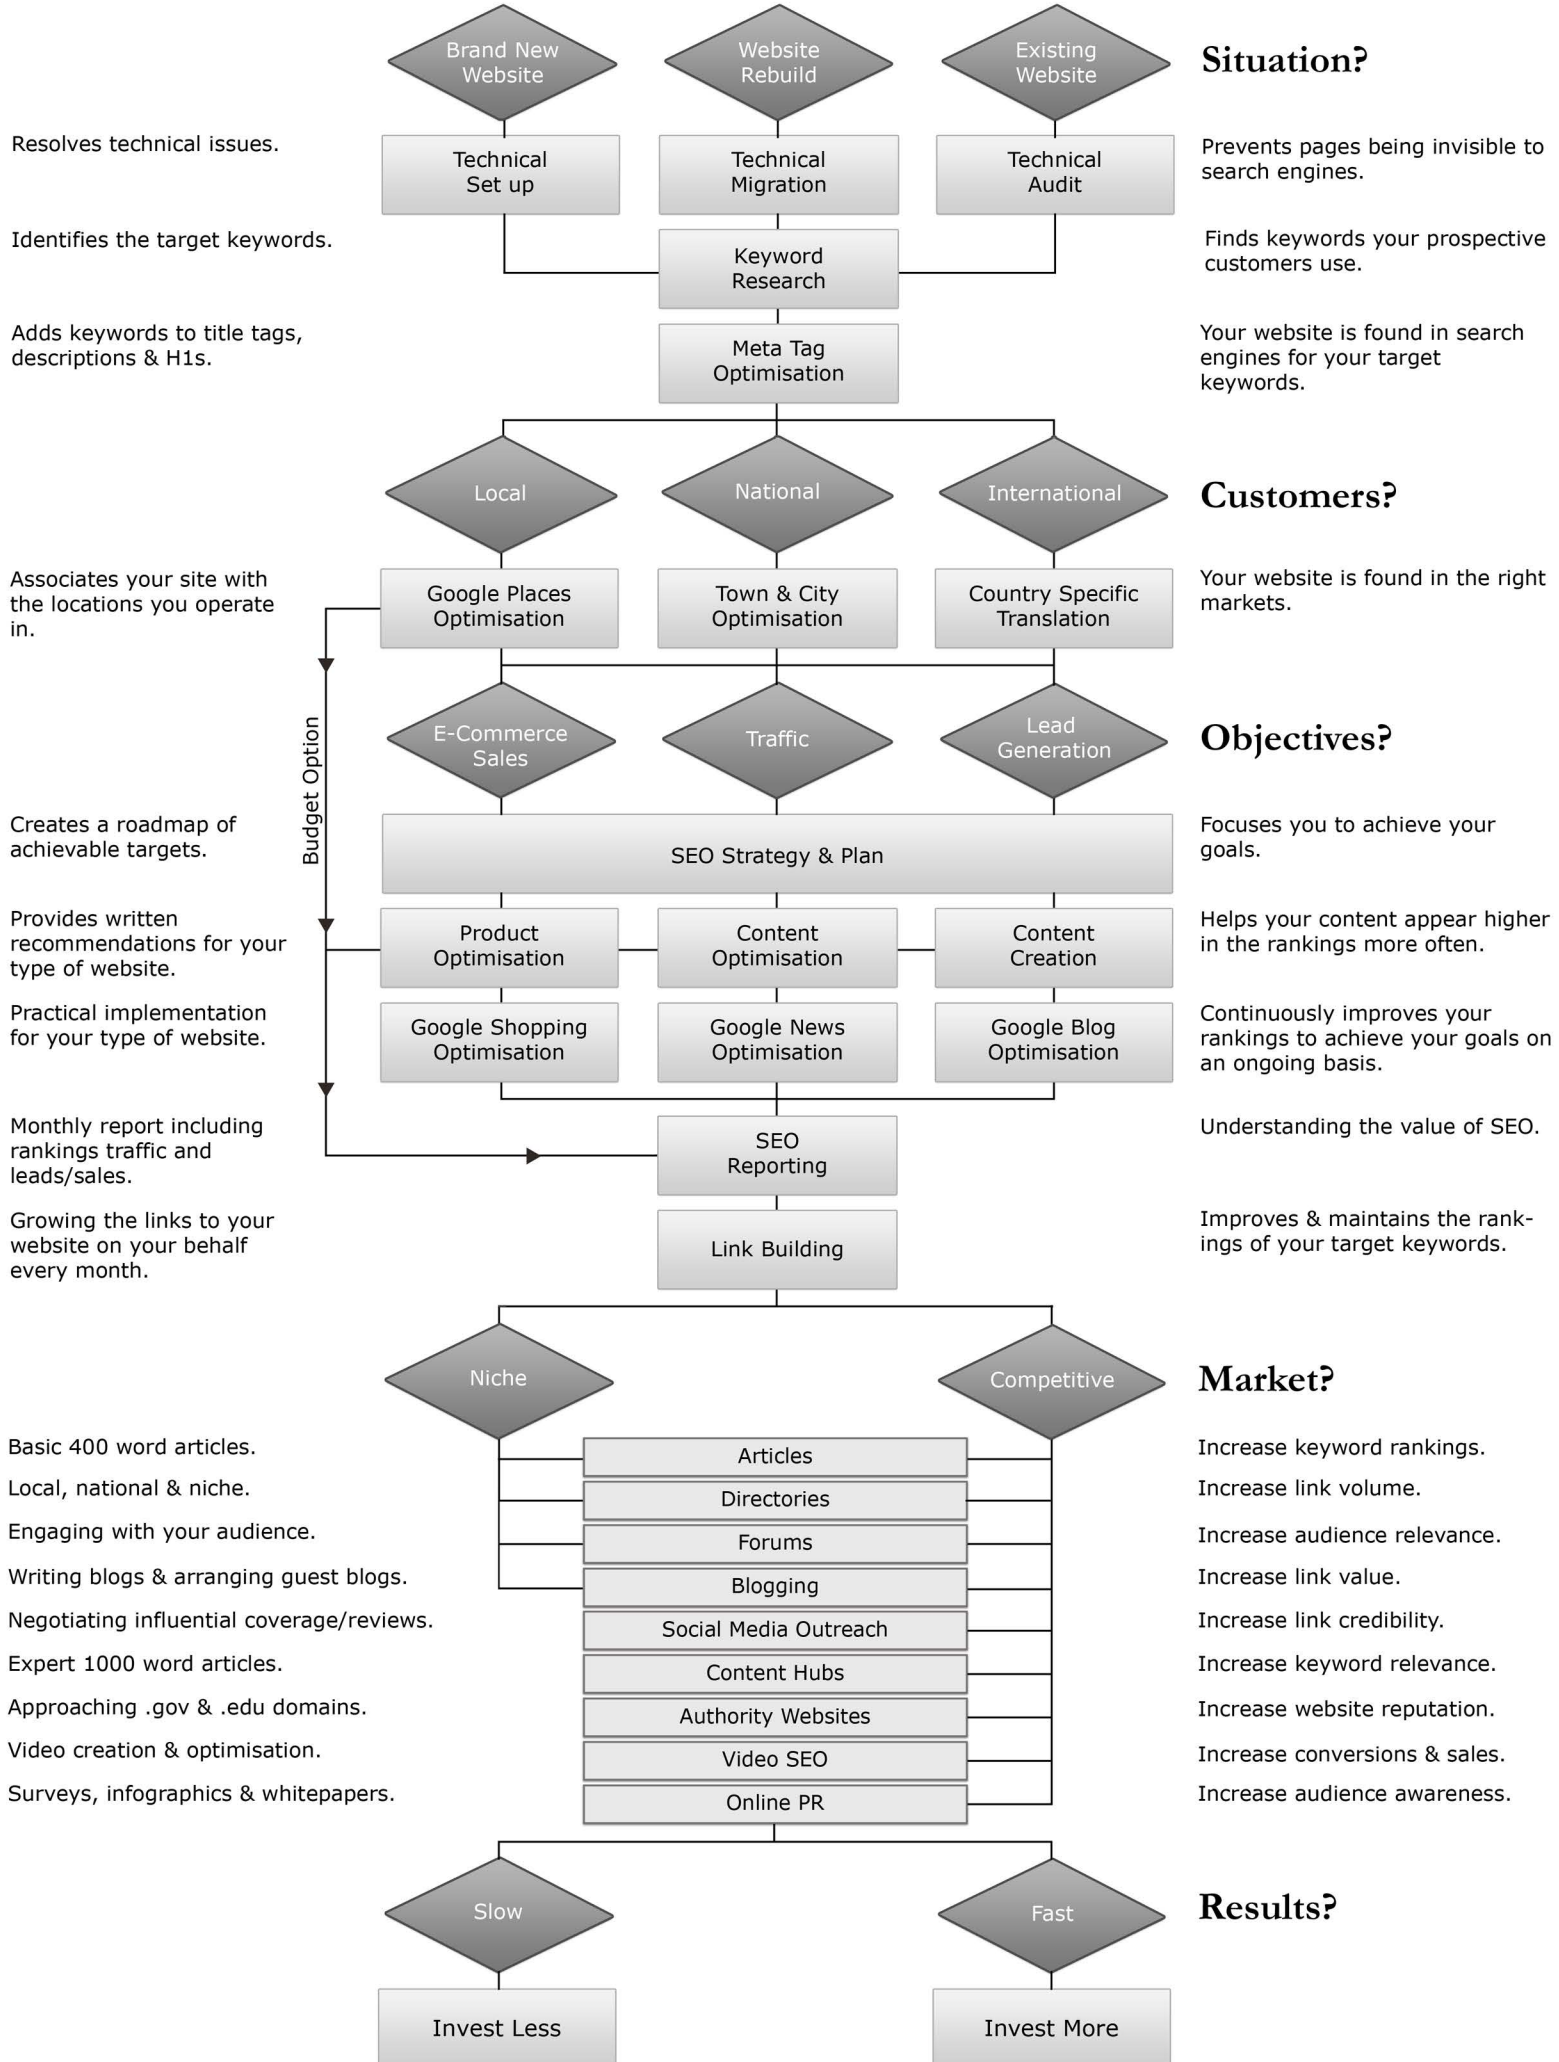 Brand New
Website
Website
Rebuild
Existing
Website
Situation?
Resolves technical issues.
Technical
Set up
Technical
Migration
Technical
Audit
Prevents pages being invisible to
search engines.
Identifies the target keywords.
Keyword
Research
Finds keywords your prospective
customers use.
Adds keywords to title tags,
descriptions & H1s.
Meta Tag
Optimisation
Your website is found in search
engines for your target
keywords.
Local
National
International
Customers?
Associates your site with
the locations you operate
in.
Google Places
Optimisation
Town & City
Optimisation
Country Specific
Translation
Your website is found in the right
markets.
Budget Option
E-Commerce
Sales
Traffic
Lead
Generation
Objectives?
Creates a roadmap of
achievable targets.
SEO Strategy & Plan
Focuses you to achieve your
goals.
Provides written
recommendations for your
type of website.
Product
Optimisation
Content
Optimisation
Content
Creation
Helps your content appear higher
in the rankings more often.
Practical implementation
for your type of website.
Google Shopping
Optimisation
Google News
Optimisation
Google Blog
Optimisation
Continuously improves your
rankings to achieve your goals on
an ongoing basis.
Monthly report including
rankings traffic and
leads/sales.
SEO
Reporting
Understanding the value of SEO.
Growing the links to your
website on your behalf
every month.
Link Building
Improves & maintains the rank-
ings of your target keywords.
Niche
Competitive
Market?
Basic 400 word articles.
Articles
Increase keyword rankings.
Local, national & niche.
Directories
Increase link volume.
Engaging with your audience.
Forums
Increase audience relevance.
Writing blogs & arranging guest blogs.
Blogging
Increase link value.
Negotiating influential coverage/reviews.
Social Media Outreach
Increase link credibility.
Expert 1000 word articles.
Content Hubs
Increase keyword relevance.
Approaching .gov & .edu domains.
Authority Websites
Increase website reputation.
Video creation & optimisation.
Video SEO
Increase conversions & sales.
Surveys, infographics & whitepapers.
Online PR
Increase audience awareness.
Slow
Fast
Results?
Invest Less
Invest More